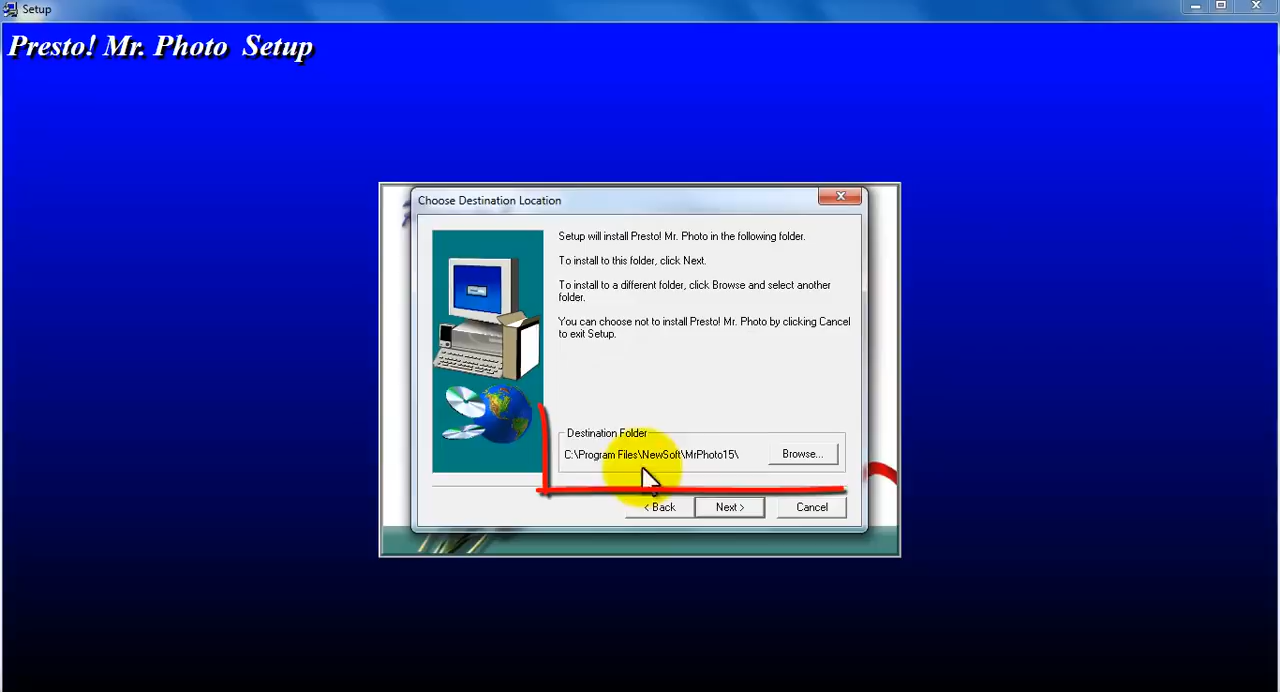 Setup
Presto! Mr. Photo Setup
Choose Destination Location
Setup will install Presto! Mr. Photo in the following folder.
To install to this folder, click Next.
To install to a different folder, click Browse and select another
folder.
You can choose not to install Presto! Mr. Photo by clicking Cancel
to exit Setup.
Destination Folder
C:\Program Files\NewSoft\MrPhoto15\
Browse...
< Back
Next >
Cancel